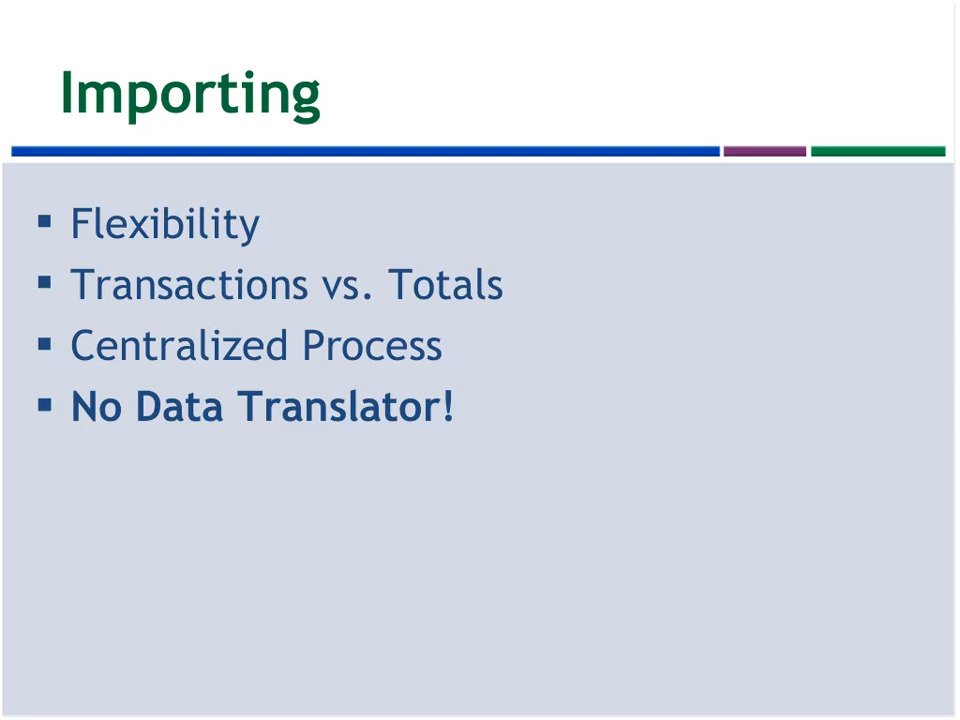 Importing
▪ Flexibility
▪ Transactions vs. Totals
▪ Centralized Process
▪ No Data Translator!